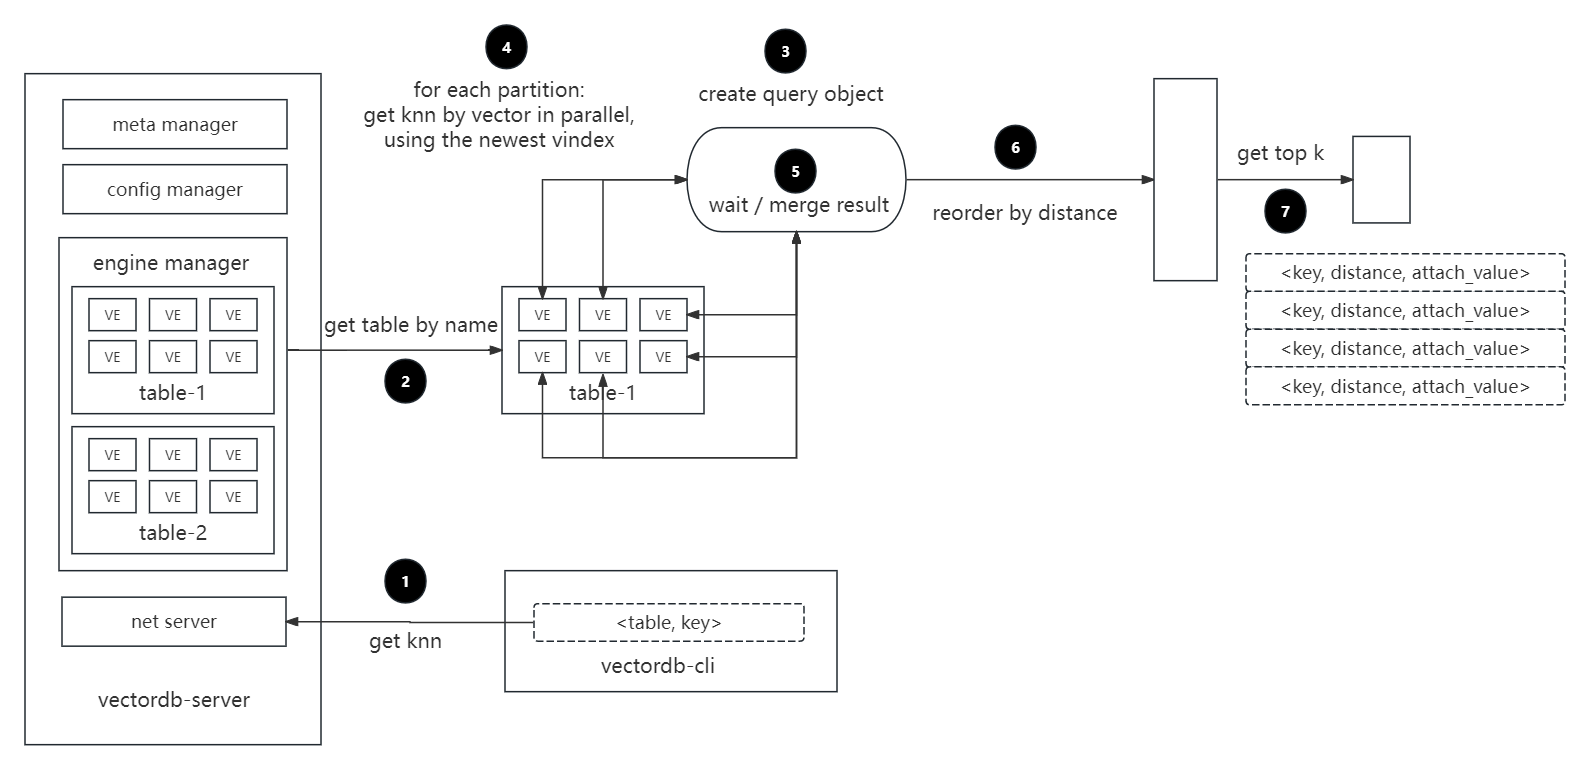 4
for each partition:
get knn by vector in parallel,
using the newest vindex
3
create query object
5
wait / merge result
6
reorder by distance
get top k
7
<key, distance, attach_value>
<key, distance, attach_value>
<key, distance, attach_value>
<key, distance, attach_value>
meta manager
config manager
engine manager
VE VE VE
VE VE VE
table-1
VE VE VE
VE VE VE
table-2
net server
vectordb-server
get table by name
2
VE VE VE
VE VE VE
table-1
1
get knn
<table, key>
vectordb-cli